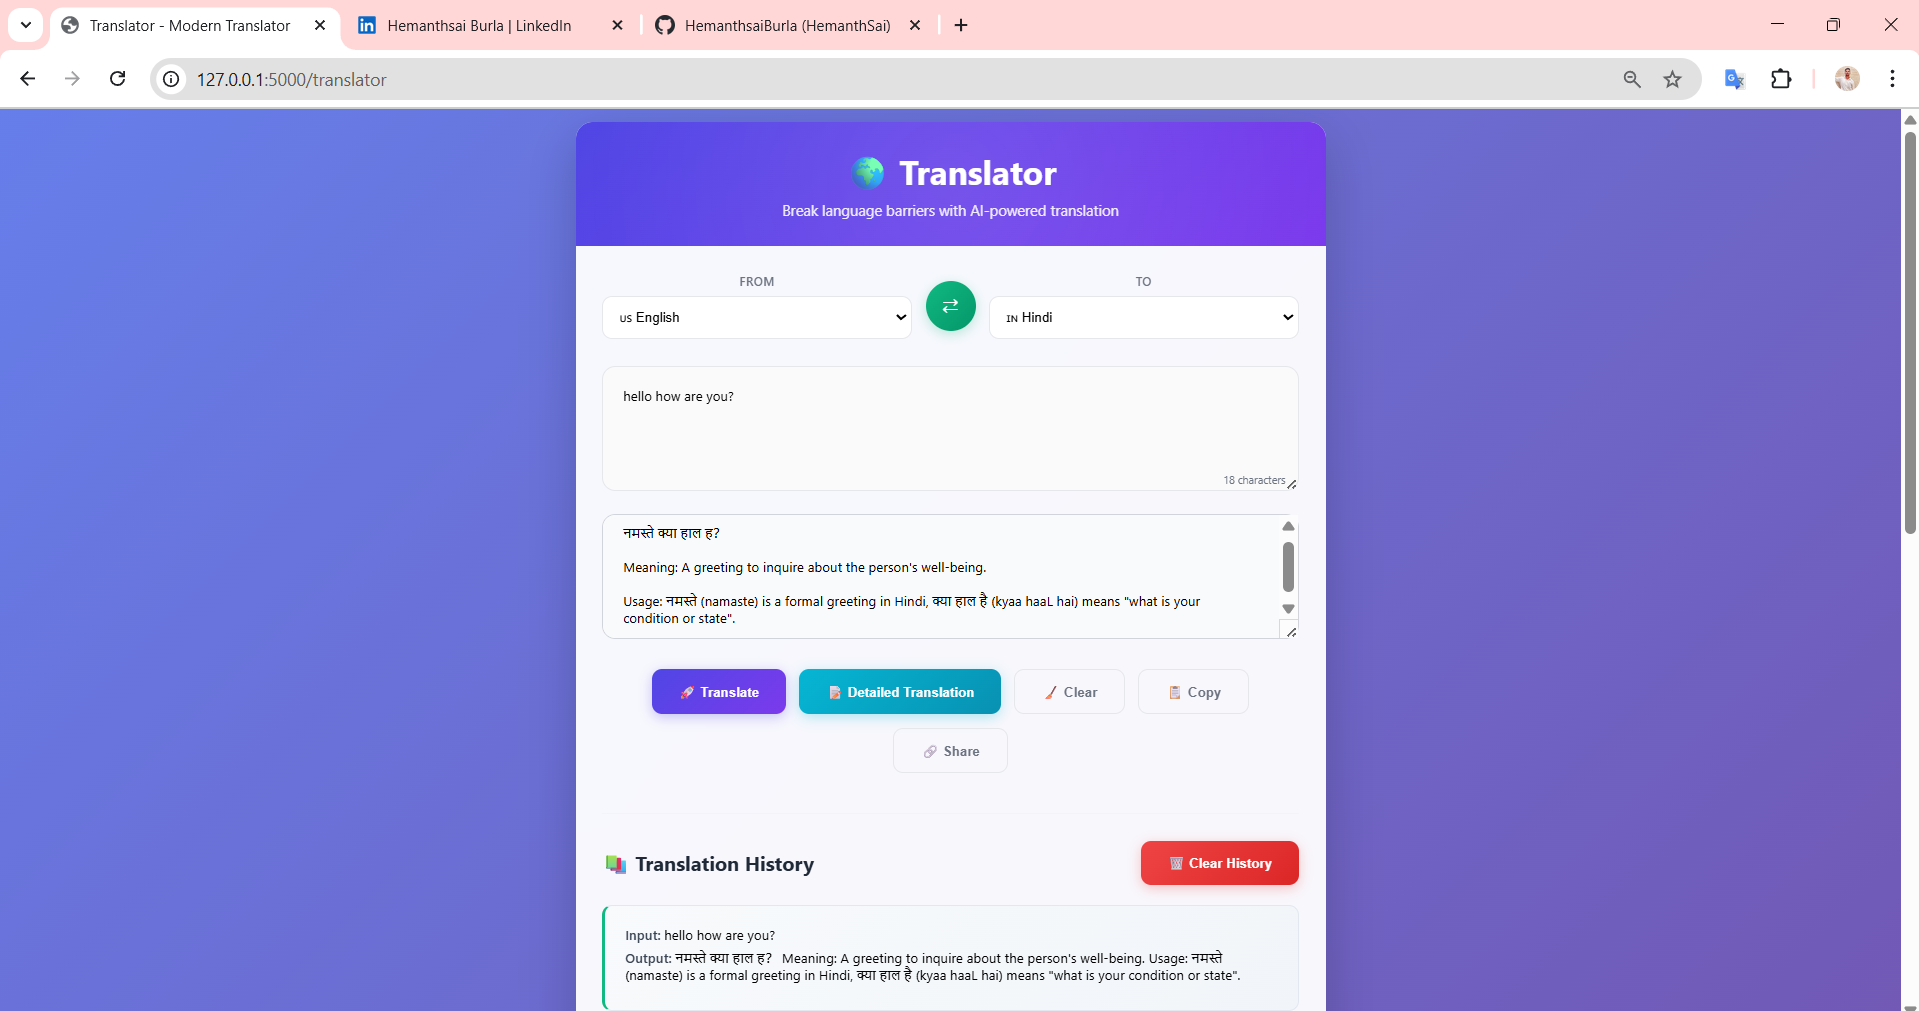 Translator - Modern Translator
Hemanthsai Burla | LinkedIn
HemanthsaiBurla (HemanthSai)
127.0.0.1:5000/translator
Translator
Break language barriers with AI-powered translation
FROM
TO
US English
IN Hindi
hello how are you?
18 characters
नमस्ते क्या हाल ह?
Meaning: A greeting to inquire about the person's well-being.
Usage: नमस्ते (namaste) is a formal greeting in Hindi, क्या हाल है (kyaa haaL hai) means "what is your
condition or state".
Translate
Detailed Translation
Clear
Copy
Share
Translation History
Clear History
Input: hello how are you?
Output: नमस्ते क्या हाल ह? Meaning: A greeting to inquire about the person's well-being. Usage: नमस्ते
(namaste) is a formal greeting in Hindi, क्या हाल है (kyaa haaL hai) means "what is your condition or state".